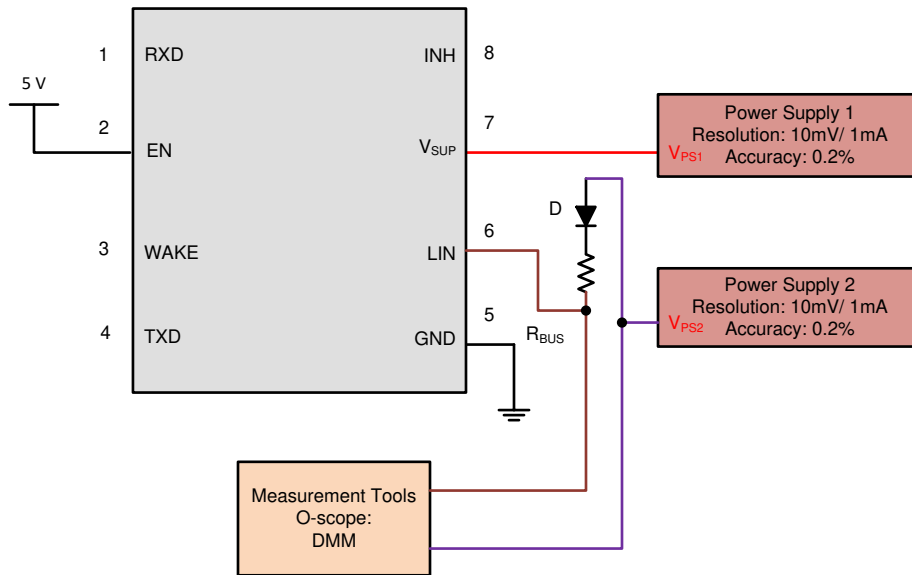 1
RXD
INH
8
5 V
2
EN
7
VSUP
Power Supply 1
Resolution: 10mV/ 1mA
VPS1
Accuracy: 0.2%
D
3
WAKE
6
LIN
Power Supply 2
Resolution: 10mV/ 1mA
VPS2
Accuracy: 0.2%
4
TXD
5
GND
RBUS
Measurement Tools
O-scope:
DMM